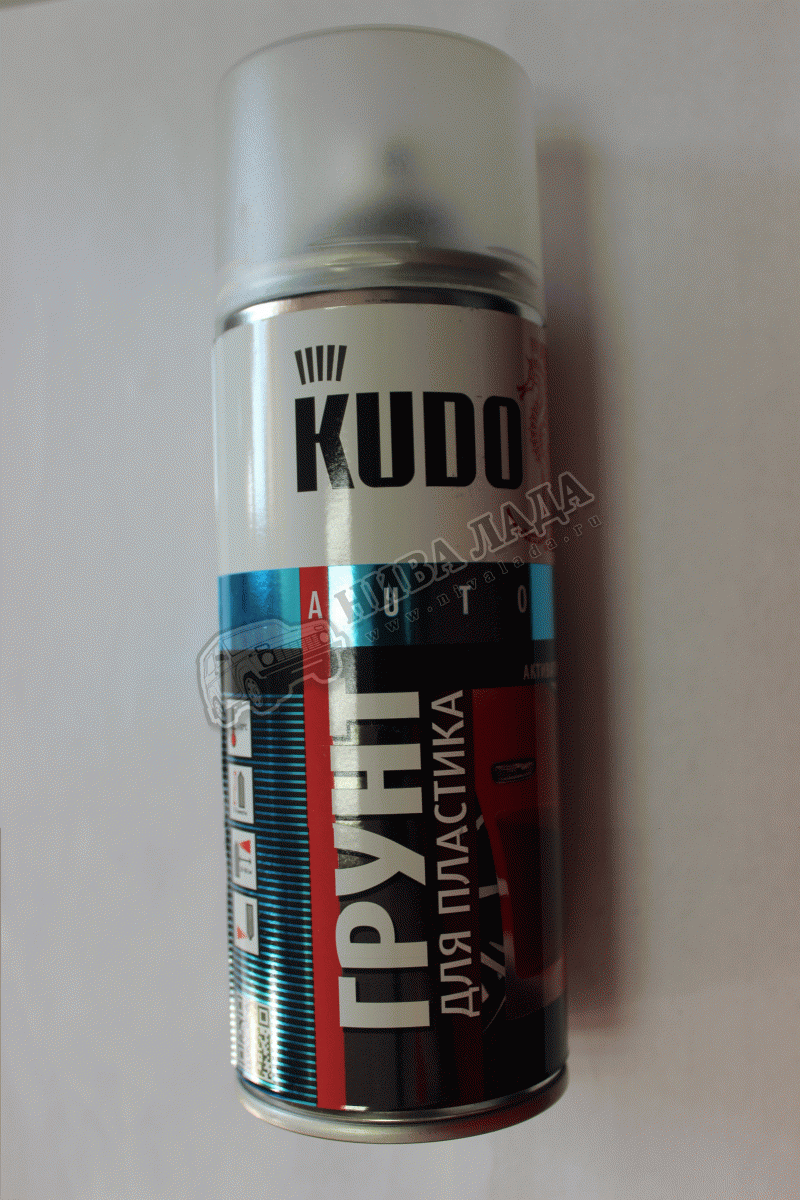 KUDO
AUTO
НИВА ЛАДА
www.nivalada.ru
ГРУНТ
ДЛЯ ПЛАСТИКА